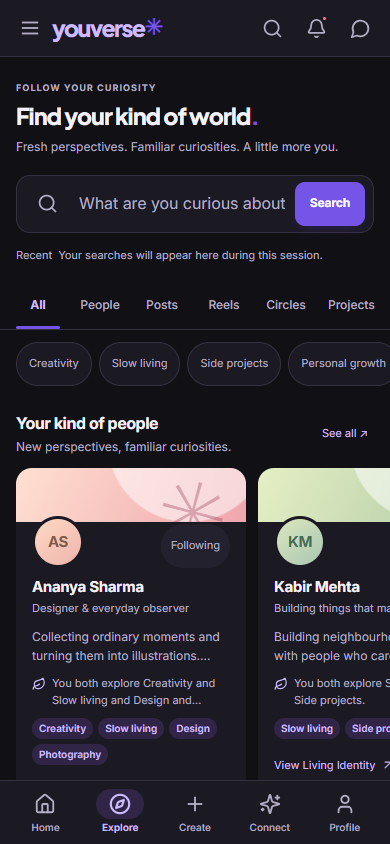 youverse
FOLLOW YOUR CURIOSITY
Find your kind of world.
Fresh perspectives. Familiar curiosities. A little more you.
What are you curious about
Search
Recent Your searches will appear here during this session.
All People Posts Reels Circles Projects
Creativity Slow living Side projects Personal growth
Your kind of people
See all ↗
New perspectives, familiar curiosities.
AS
Following
Ananya Sharma
Designer & everyday observer
Collecting ordinary moments and
turning them into illustrations....
You both explore Creativity and
Slow living and Design and...
Creativity Slow living Design
Photography
KM
Kabir Mehta
Building things that
Building
with people who
You both explore
Side projects.
Slow living Side
View Living Identity ↗
Home Explore Create Connect Profile